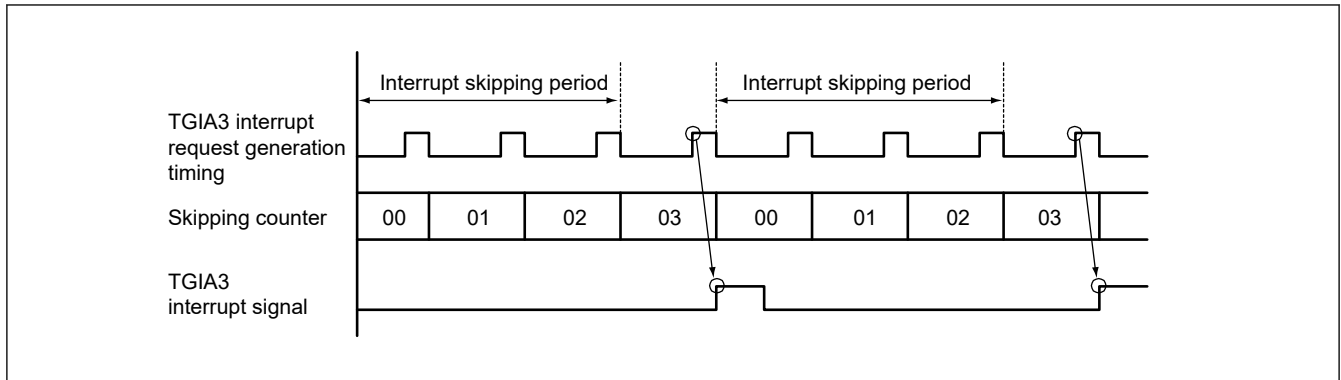 Interrupt skipping period Interrupt skipping period
TGIA3 interrupt
request generation
timing
Skipping counter 00 01 02 03 00 01 02 03
TGIA3
interrupt signal